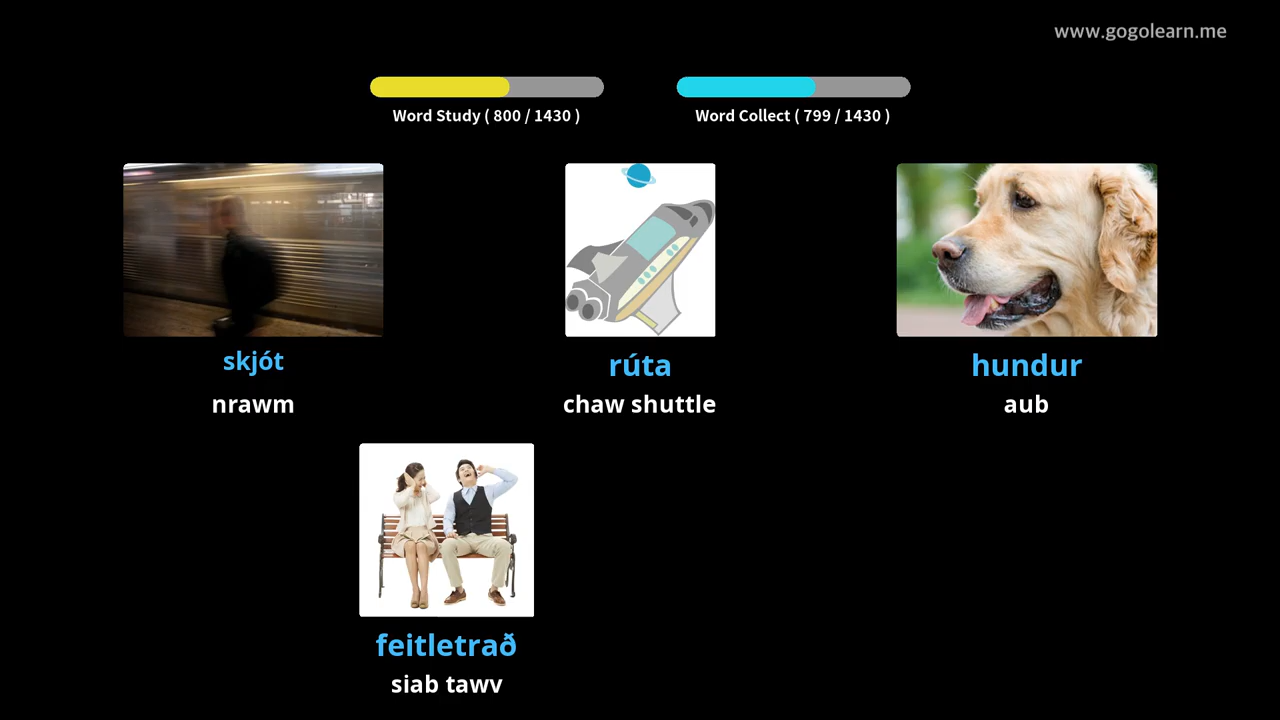 www.gogolearn.me
Word Study ( 800 / 1430 )
Word Collect ( 799 / 1430 )
skjót
nrawm
rúta
chaw shuttle
hundur
aub
feitletrað
siab tawv